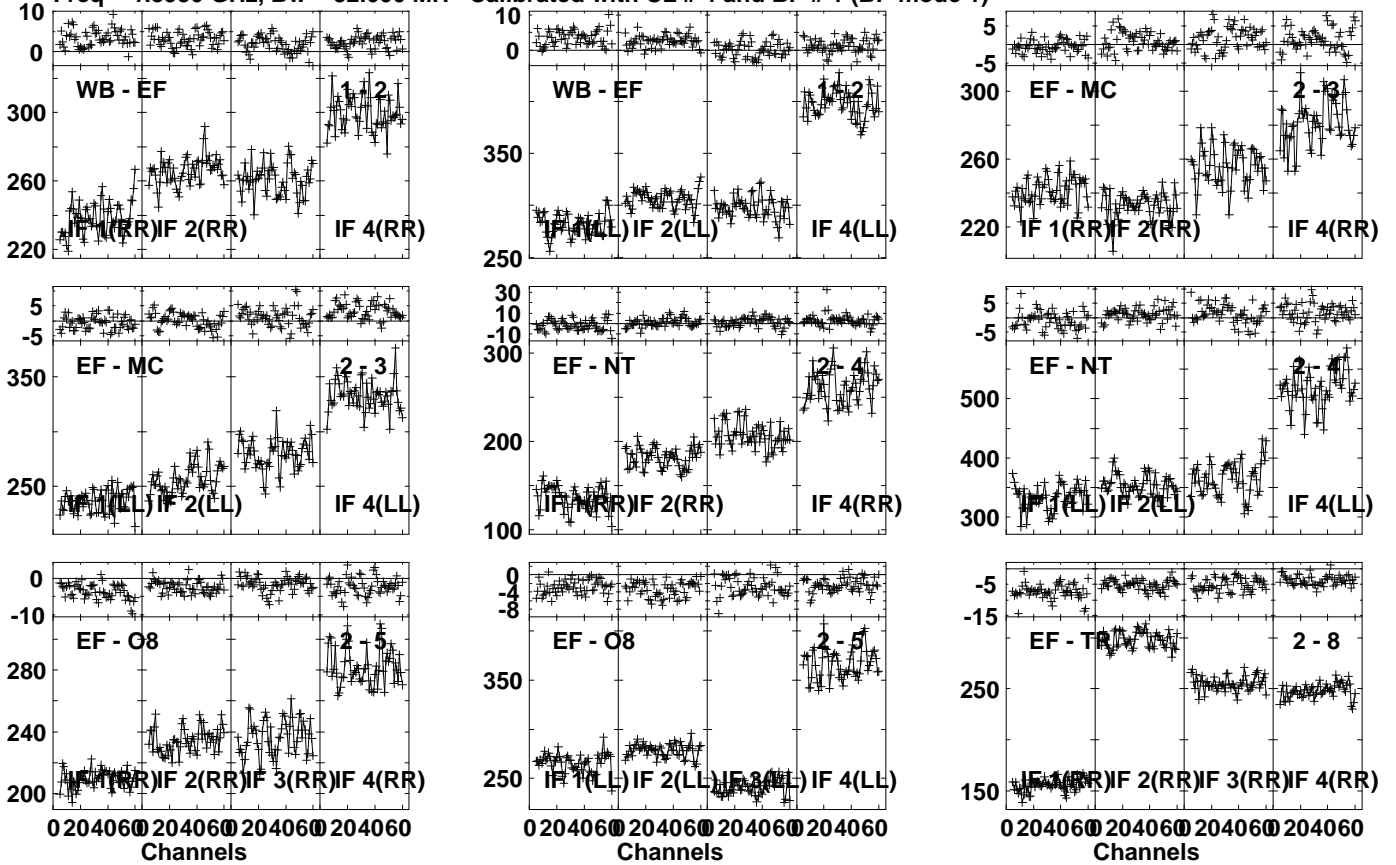 10
0
10
0
5
-5
WB - EF 1 - 2
WB - EF 1 - 2
EF - MC 2 - 3
300
260
220
350
250
300
260
220
IF 1(RR) IF 2(RR) IF 4(RR)
IF 1(LL) IF 2(LL) IF 4(LL)
IF 1(RR) IF 2(RR) IF 4(RR)
5
-5
30
10
-10
5
-5
EF - MC 2 - 3
EF - NT 2 - 4
EF - NT 2 - 4
350
250
300
200
100
500
400
300
IF 1(LL) IF 2(LL) IF 4(LL)
IF 1(RR) IF 2(RR) IF 4(RR)
IF 1(LL) IF 2(LL) IF 4(LL)
0
-10
0
-4
-8
-5
-15
EF - O8 2 - 5
EF - O8 2 - 5
EF - TR 2 - 8
280
240
200
350
250
250
150
IF 1(RR) IF 2(RR) IF 3(RR) IF 4(RR)
IF 1(LL) IF 2(LL) IF 3(LL) IF 4(LL)
IF 1(RR) IF 2(RR) IF 3(RR) IF 4(RR)
0 20 40 60 0 20 40 60 0 20 40 60 0 20 40 60
0 20 40 60 0 20 40 60 0 20 40 60 0 20 40 60
0 20 40 60 0 20 40 60 0 20 40 60 0 20 40 60
Channels
Channels
Channels